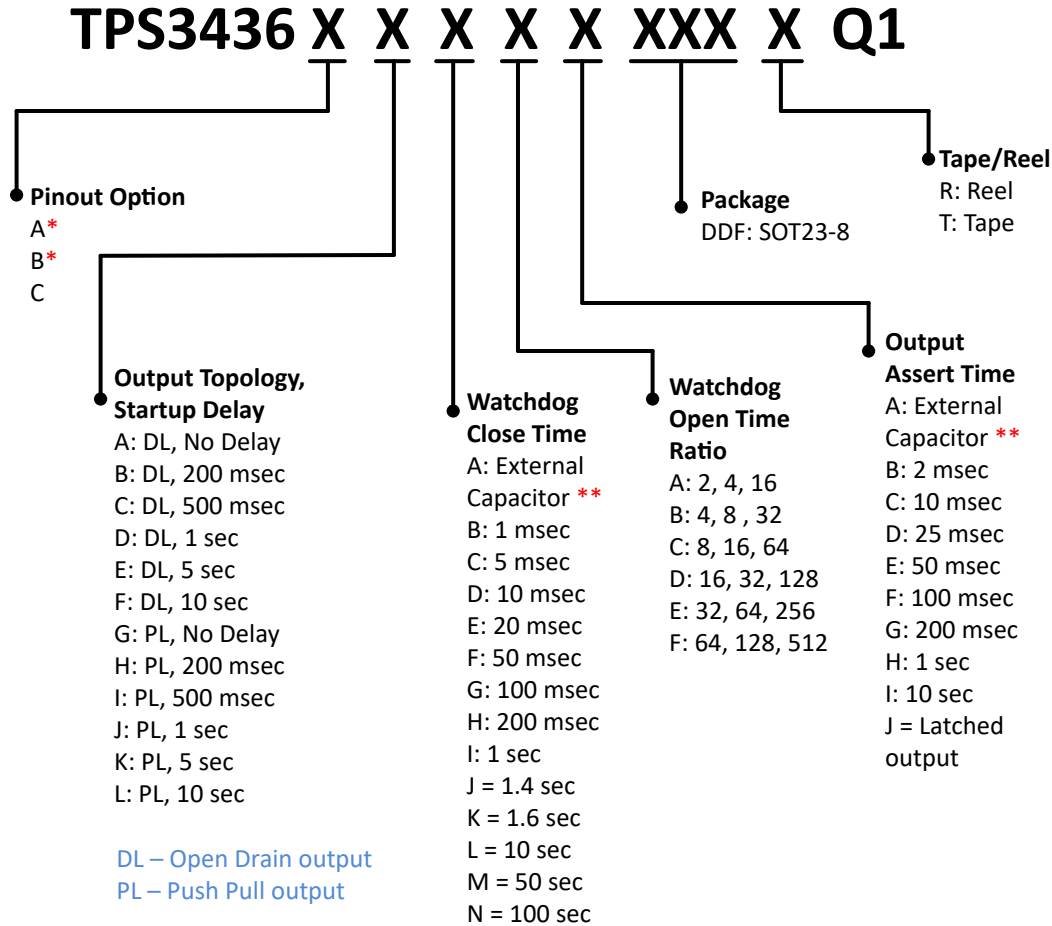 TPS3436 X X X X X XXX X Q1
Pinout Option
A*
B*
C
Output Topology,
Startup Delay
A: DL, No Delay
B: DL, 200 msec
C: DL, 500 msec
D: DL, 1 sec
E: DL, 5 sec
F: DL, 10 sec
G: PL, No Delay
H: PL, 200 msec
I: PL, 500 msec
J: PL, 1 sec
K: PL, 5 sec
L: PL, 10 sec
DL – Open Drain output
PL – Push Pull output
Watchdog
Close Time
A: External
Capacitor **
B: 1 msec
C: 5 msec
D: 10 msec
E: 20 msec
F: 50 msec
G: 100 msec
H: 200 msec
I: 1 sec
J = 1.4 sec
K = 1.6 sec
L = 10 sec
M = 50 sec
N = 100 sec
Watchdog
Open Time
Ratio
A: 2, 4, 16
B: 4, 8 , 32
C: 8, 16, 64
D: 16, 32, 128
E: 32, 64, 256
F: 64, 128, 512
Package
DDF: SOT23-8
Output
Assert Time
A: External
Capacitor **
B: 2 msec
C: 10 msec
D: 25 msec
E: 50 msec
F: 100 msec
G: 200 msec
H: 1 sec
I: 10 sec
J = Latched
output
Tape/Reel
R: Reel
T: Tape